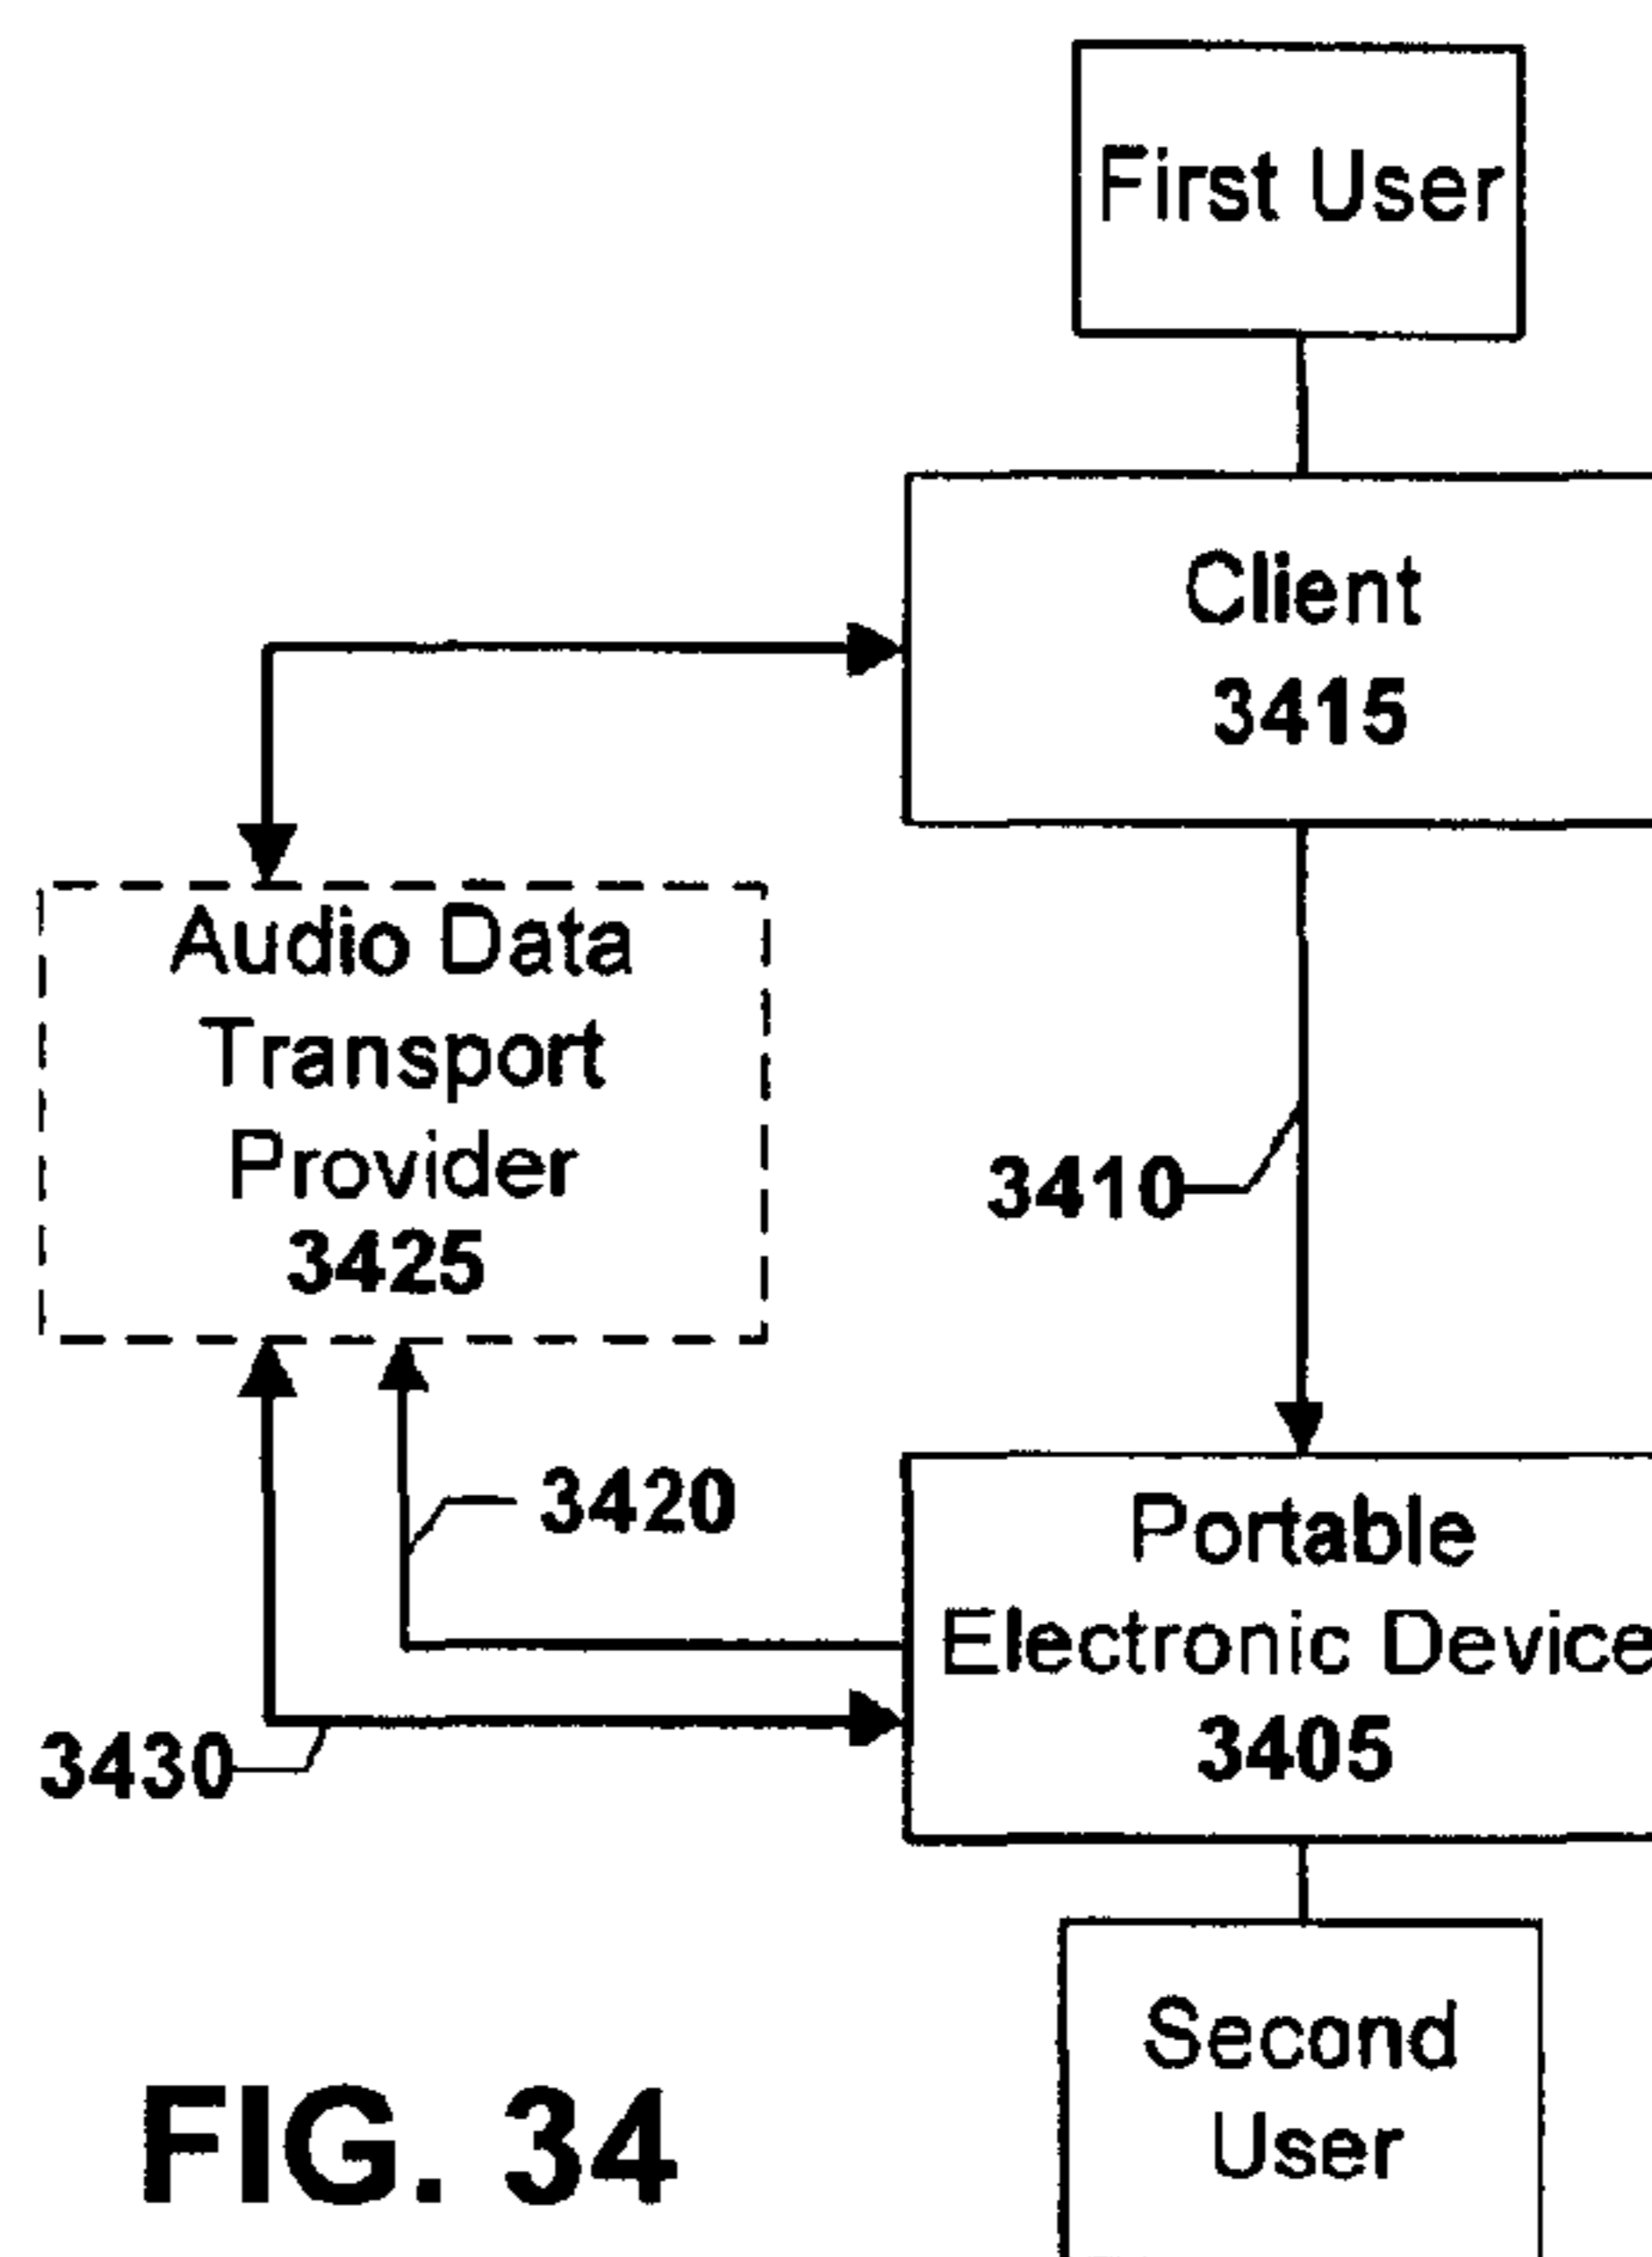 First User
Client
3415
Audio Data
Transport
Provider
3425
3410
3420
Portable
Electronic Device
3405
3430
Second
User
FIG. 34